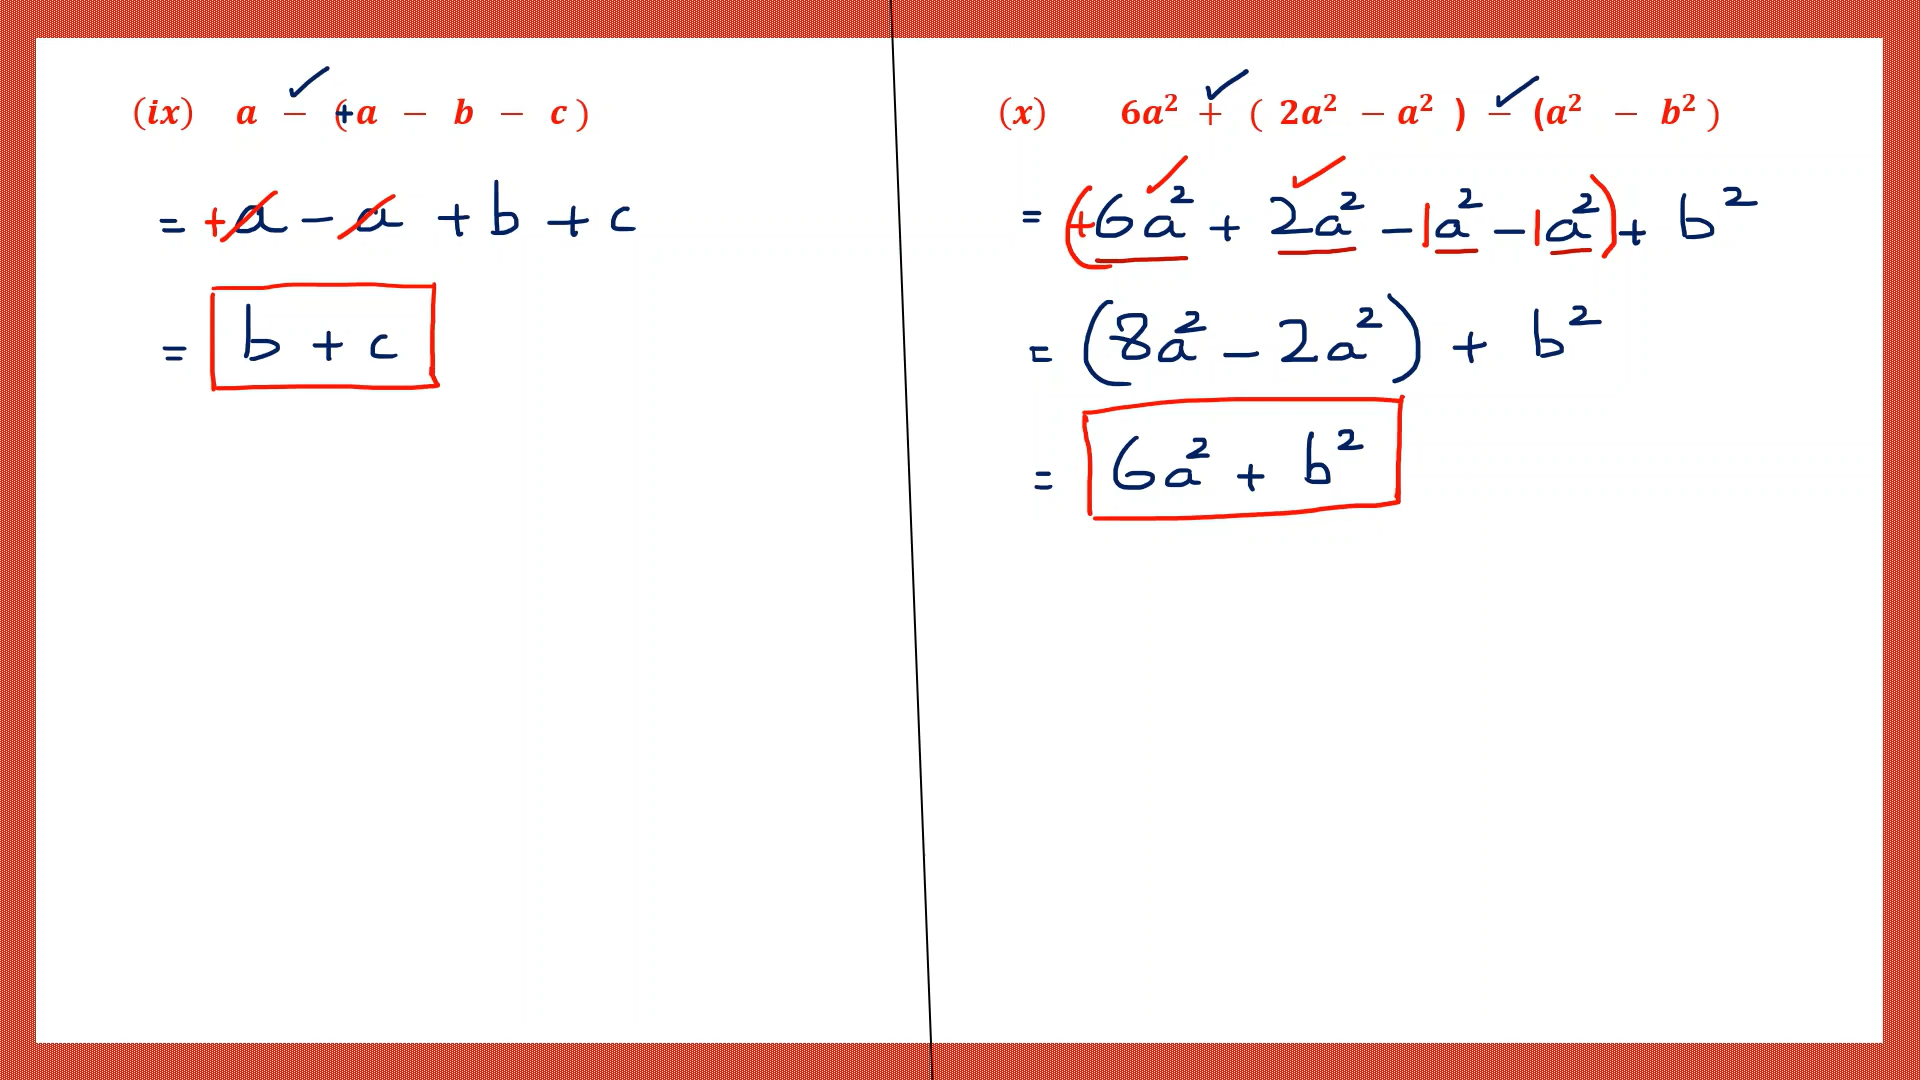 (ix) a − (+a − b − c)
= +a − a + b + c
= b + c
(x) 6a² + ( 2a² − a² ) − (a² − b²)
= (+6a² + 2a² − 1a² − 1a²) + b²
= (8a² − 2a²) + b²
= 6a² + b²